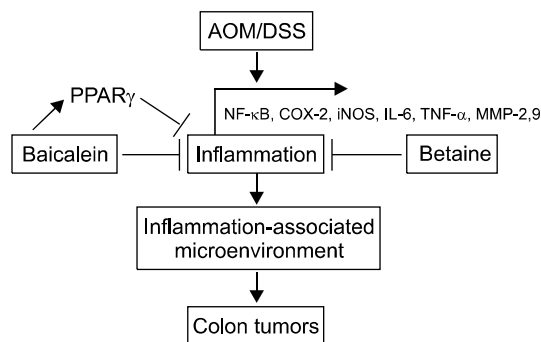 AOM/DSS
PPARγ
NF-κB, COX-2, iNOS, IL-6, TNF-α, MMP-2,9
Baicalein
Inflammation
Betaine
Inflammation-associated
microenvironment
Colon tumors